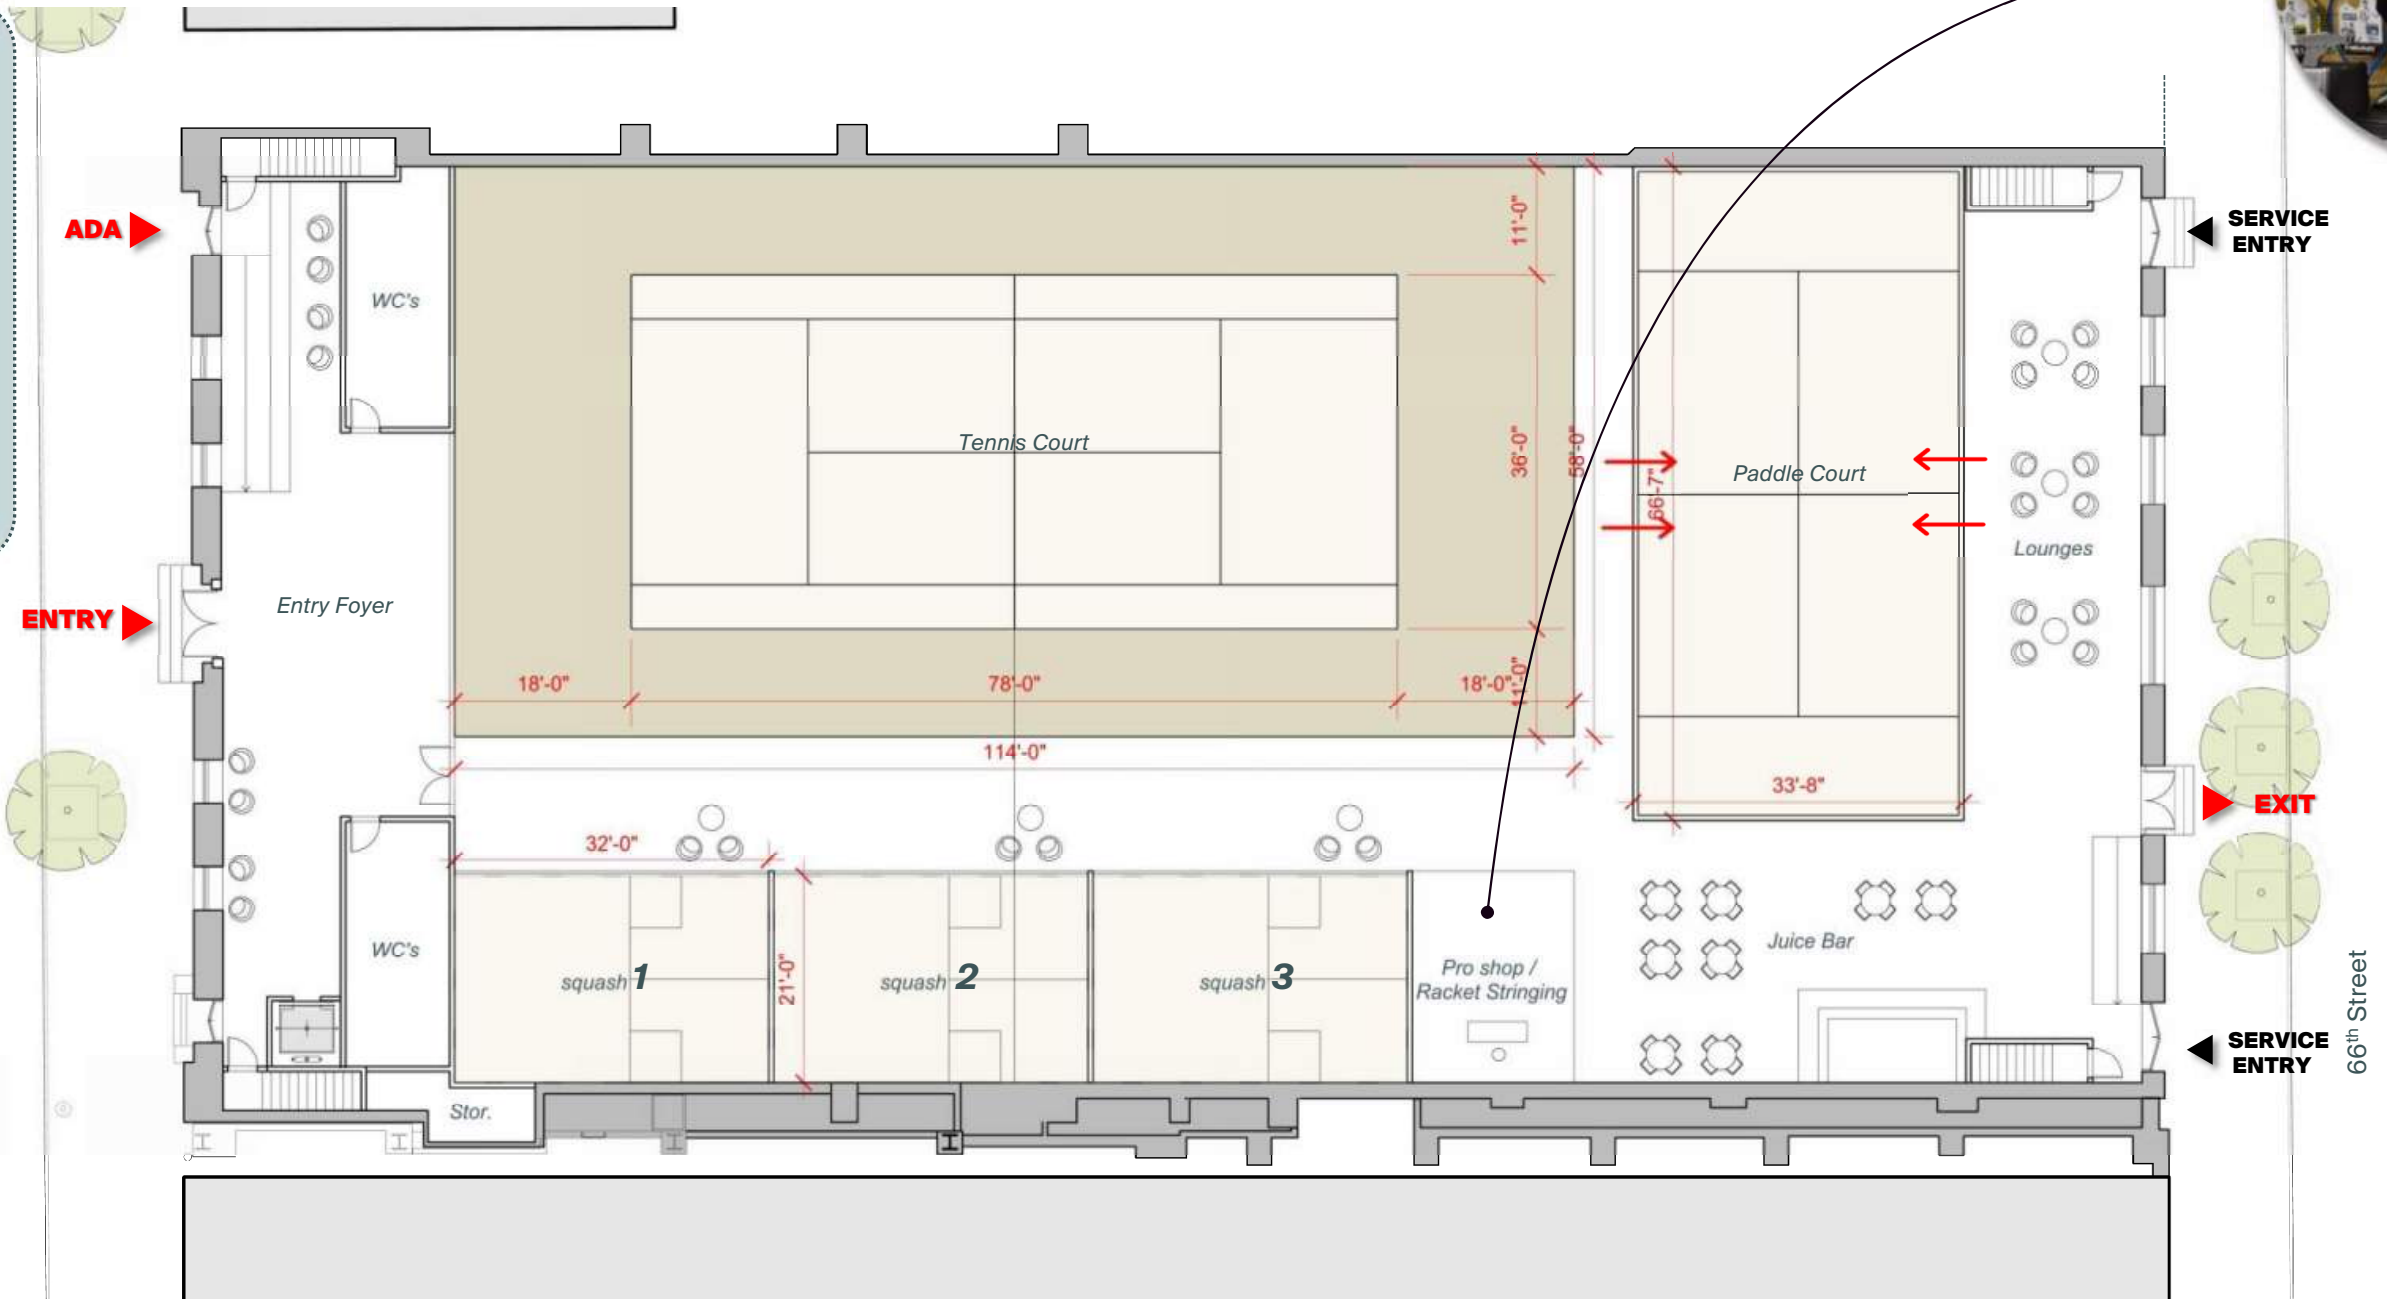 ADA
WC's
SERVICE
ENTRY
11'-0"
Tennis Court
36'-0"
58'-0"
66'-7"
Paddle Court
Lounges
ENTRY
Entry Foyer
18'-0"
78'-0"
18'-0"
11'-0"
114'-0"
33'-8"
EXIT
32'-0"
WC's
squash 1
21'-0"
squash 2
squash 3
Pro shop /
Racket Stringing
Juice Bar
SERVICE
ENTRY
66th Street
Stor.